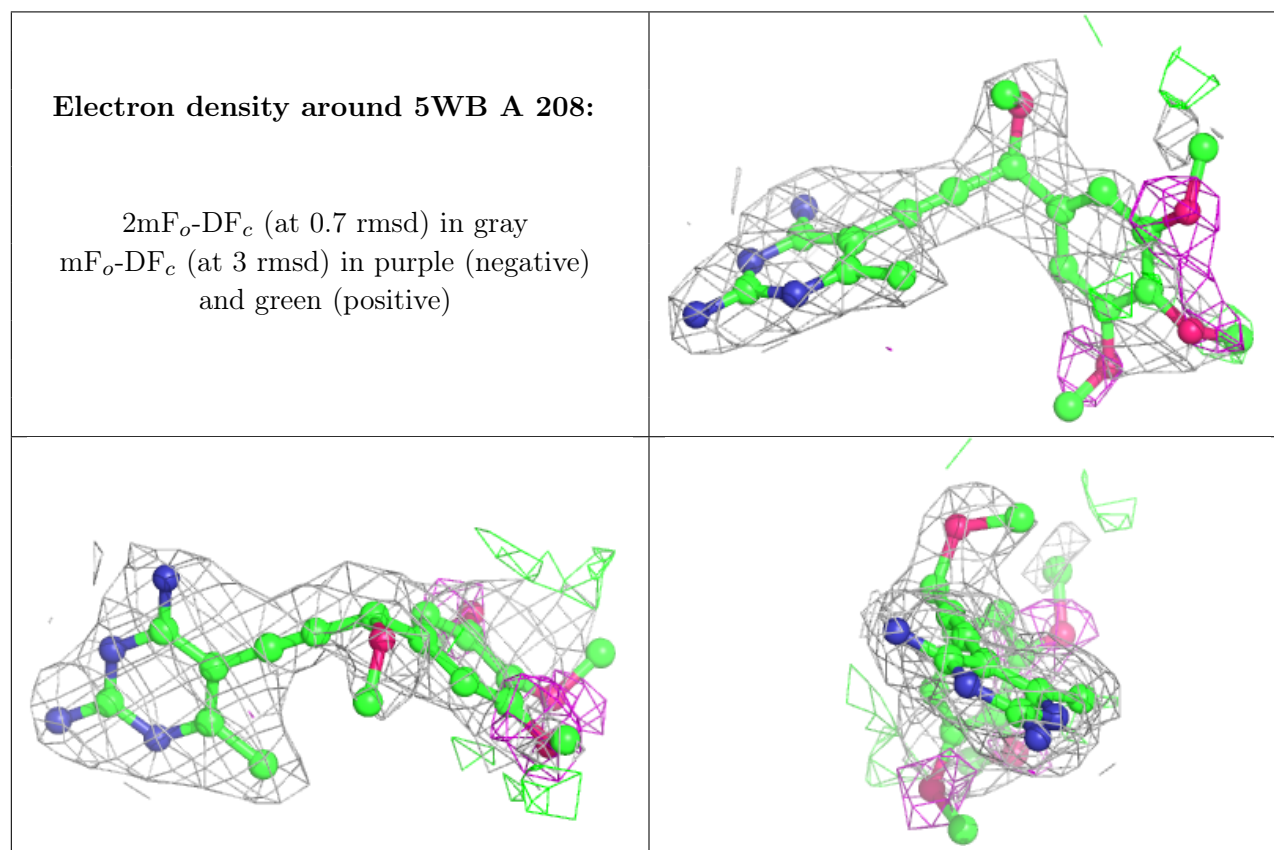 Electron density around 5WB A 208:
2mFo-DFc (at 0.7 rmsd) in gray
mFo-DFc (at 3 rmsd) in purple (negative)
and green (positive)